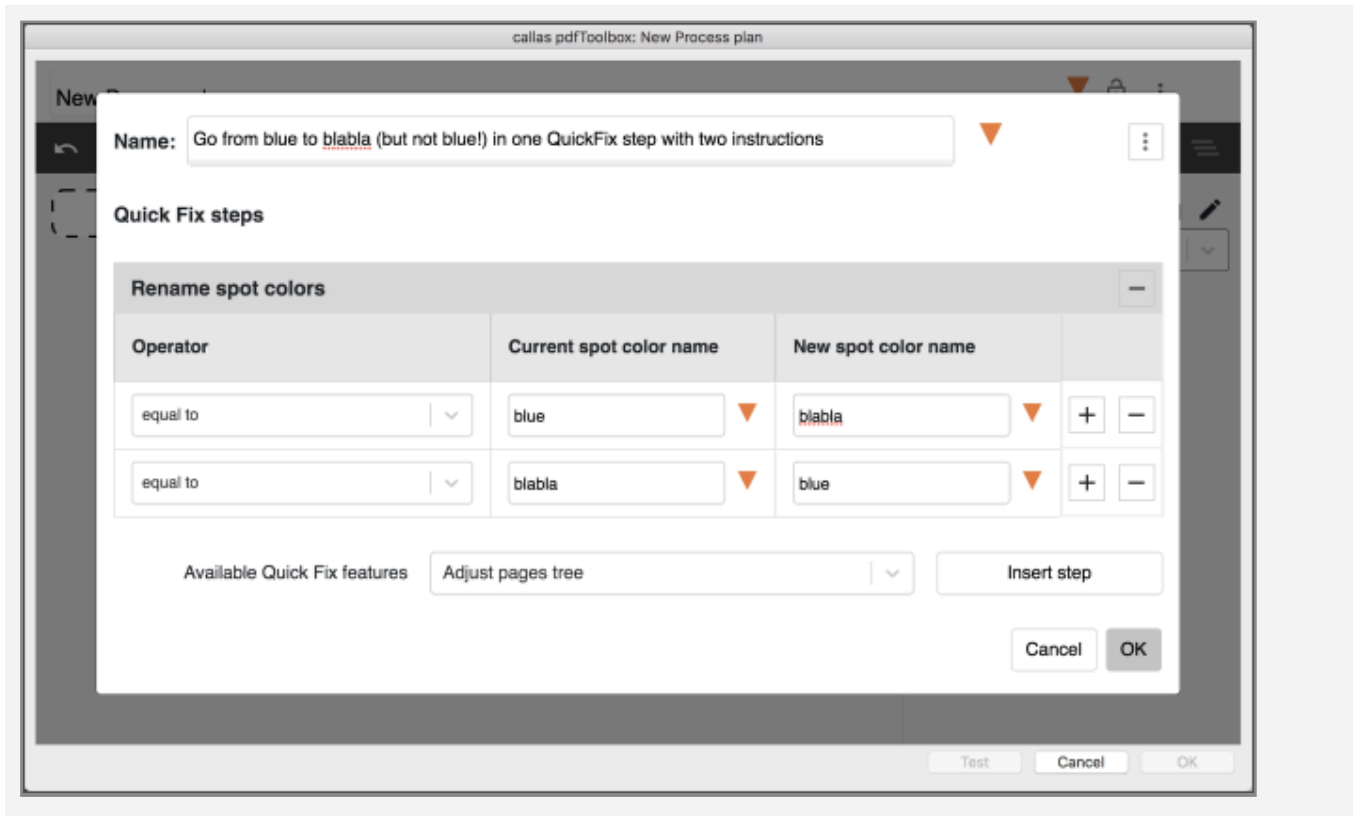 callas pdfToolbox: New Process plan
New
Name: Go from blue to blabla (but not blue!) in one QuickFix step with two instructions
Quick Fix steps
Rename spot colors
Operator Current spot color name New spot color name
equal to blue blabla
equal to blabla blue
Available Quick Fix features Adjust pages tree Insert step
Cancel OK
Test Cancel OK